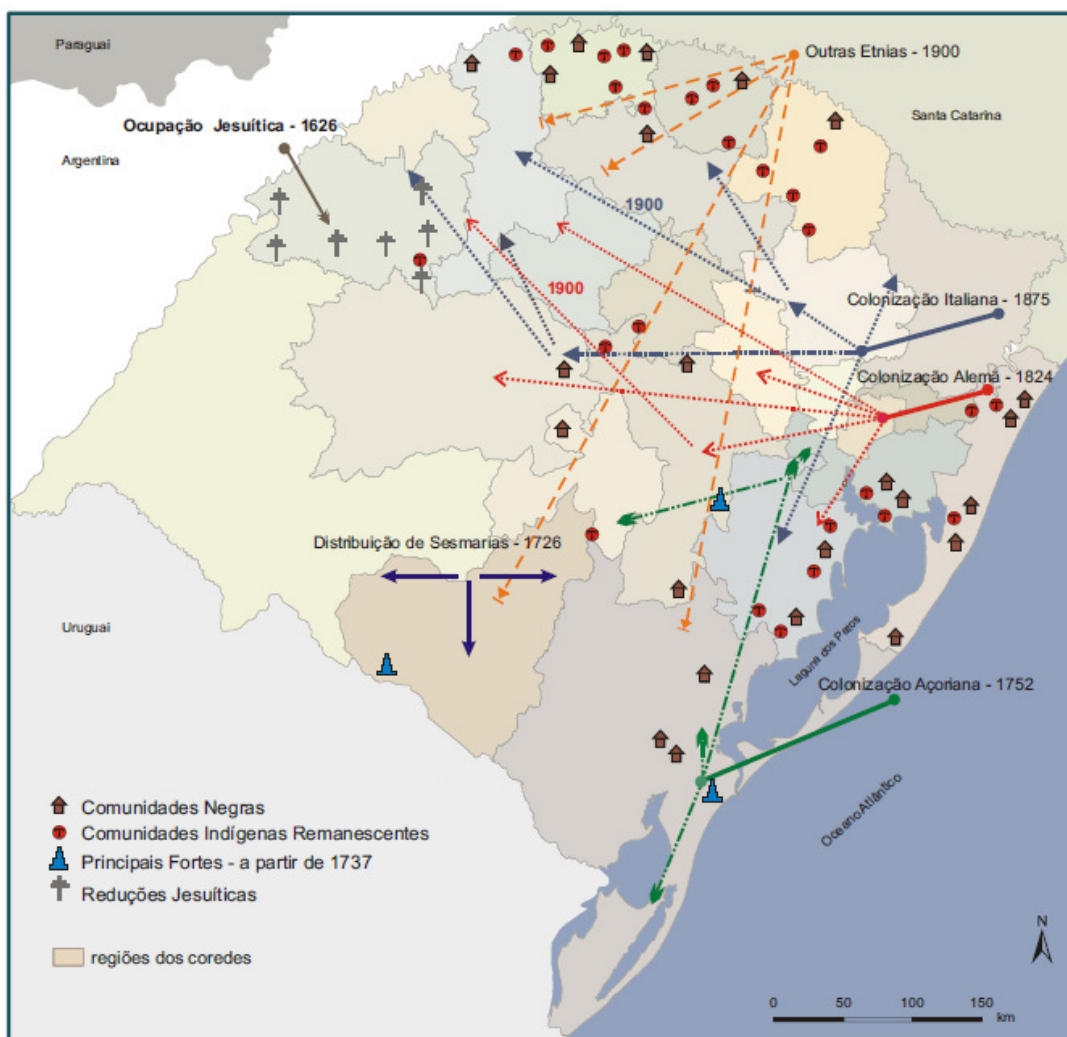 Paraguai
Outras Etnias - 1900
Santa Catarina
Ocupação Jesuítica - 1626
Argentina
1900
1900
Colonização Italiana - 1875
Colonização Alemã - 1824
Distribuição de Sesmarias - 1726
Uruguai
Laguna dos Patos
Colonização Açoriana - 1752
Oceano Atlântico
Comunidades Negras
Comunidades Indígenas Remanescentes
Principais Fortes - a partir de 1737
Reduções Jesuíticas
regiões dos coredes
N
0 50 100 150
km